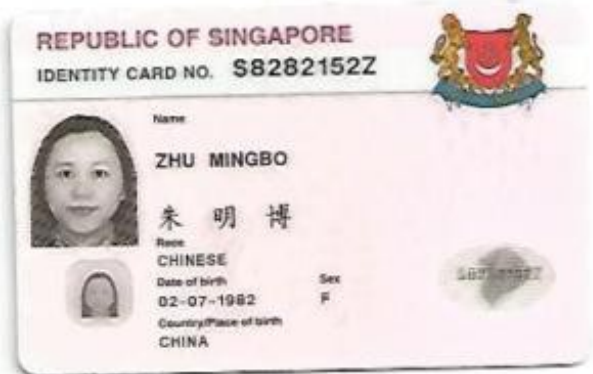 REPUBLIC OF SINGAPORE
IDENTITY CARD NO. S8282152Z
Name
ZHU MINGBO
朱 明 博
Race
CHINESE
Date of birth Sex
02-07-1982 F
Country/Place of birth
CHINA